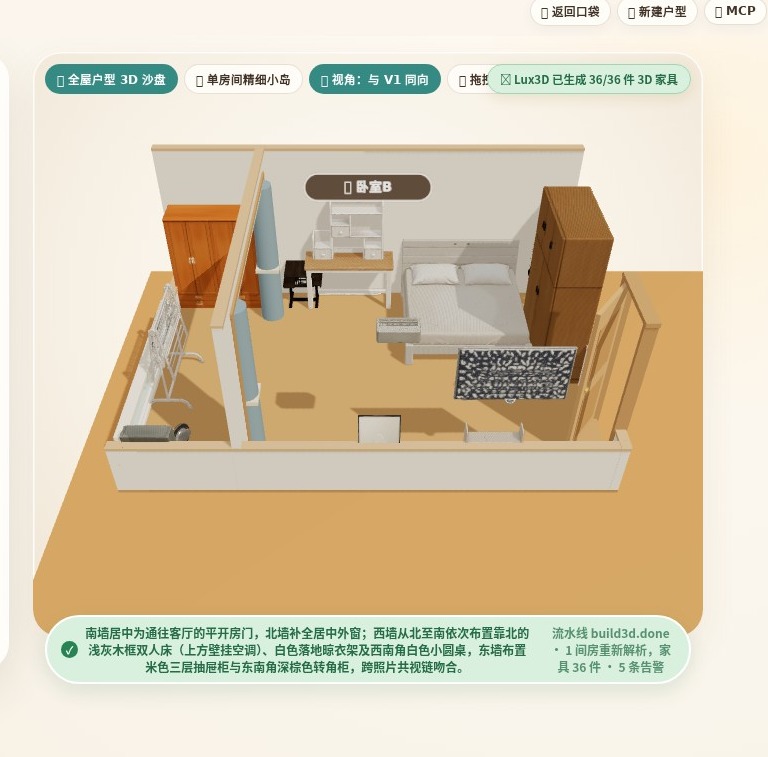 返回口袋
新建户型
MCP
全屋户型 3D 沙盘
单房间精细小岛
视角：与 V1 同向
Lux3D 已生成 36/36 件 3D 家具
卧室B
南墙居中为通往客厅的平开房门，北墙补全居中外窗；西墙从北至南依次布置靠北的
浅灰木框双人床（上方壁挂空调）、白色落地晾衣架及西南角白色小圆桌，东墙布置
米色三层抽屉柜与东南角深棕色转角柜，跨照片共视链吻合。
流水线 build3d.done
· 1 间房重新解析，家
具 36 件 · 5 条告警